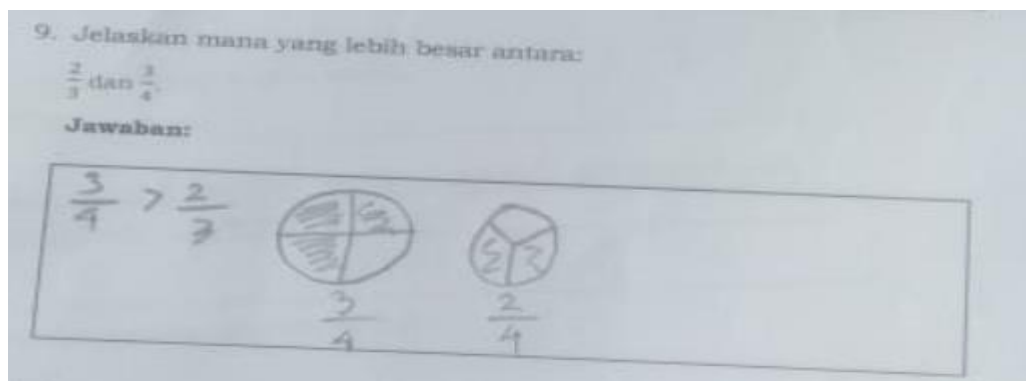 9. Jelaskan mana yang lebih besar antara:
2/3 dan 3/4.
Jawaban:
3/4 > 2/3
3/4 2/4